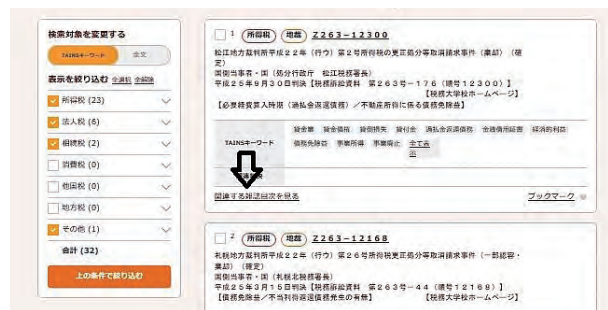 検索対象を変更する
TAINSキーワード 全文
表示を絞り込む 全選択 全解除
所得税 (23)
法人税 (6)
相続税 (2)
消費税 (0)
他国税 (0)
地方税 (0)
その他 (1)
合計 (32)
上の条件で絞り込む
1 所得税 地裁 Z263-12300
松江地方裁判所平成22年（行ウ）第2号所得税の更正処分等取消請求事件（棄却）（確
定）
国側当事者・国（処分行政庁 松江税務署長）
平成25年9月30日判決【税務訴訟資料 第263号-176（順号12300）】
【税務大学校ホームページ】
【必要経費算入時期（過払金返還債務）／不動産所得に係る債務免除益】
TAINSキーワード
貸金業 貸金債権 貸倒損失 貸付金 過払金返還債務 金銭借用証書 経済的利益
債務免除益 事業所得 事業廃止 全て表
示
関連する雑誌目次を見る
ブックマーク
2 所得税 地裁 Z263-12168
札幌地方裁判所平成22年（行ウ）第26号所得税更正処分等取消請求事件（一部認容・
棄却）（確定）
国側当事者・国（札幌北税務署長）
平成25年3月15日判決【税務訴訟資料 第263号-44（順号12168）】
【債務免除益／不当利得返還債務発生の有無】 【税務大学校ホームページ】